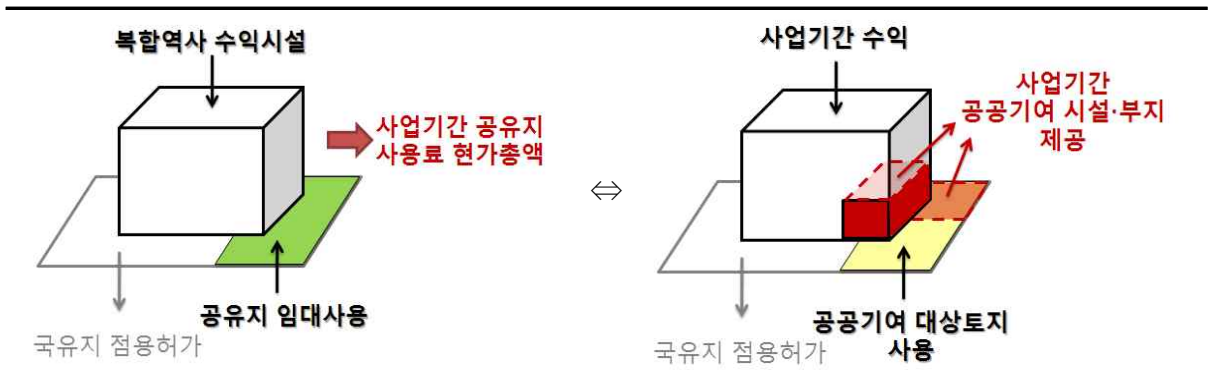 복합역사 수익시설
사업기간 공유지
사용료 현가총액
공유지 임대사용
국유지 점용허가
⇔
사업기간 수익
사업기간
공공기여 시설·부지
제공
공공기여 대상토지
사용
국유지 점용허가